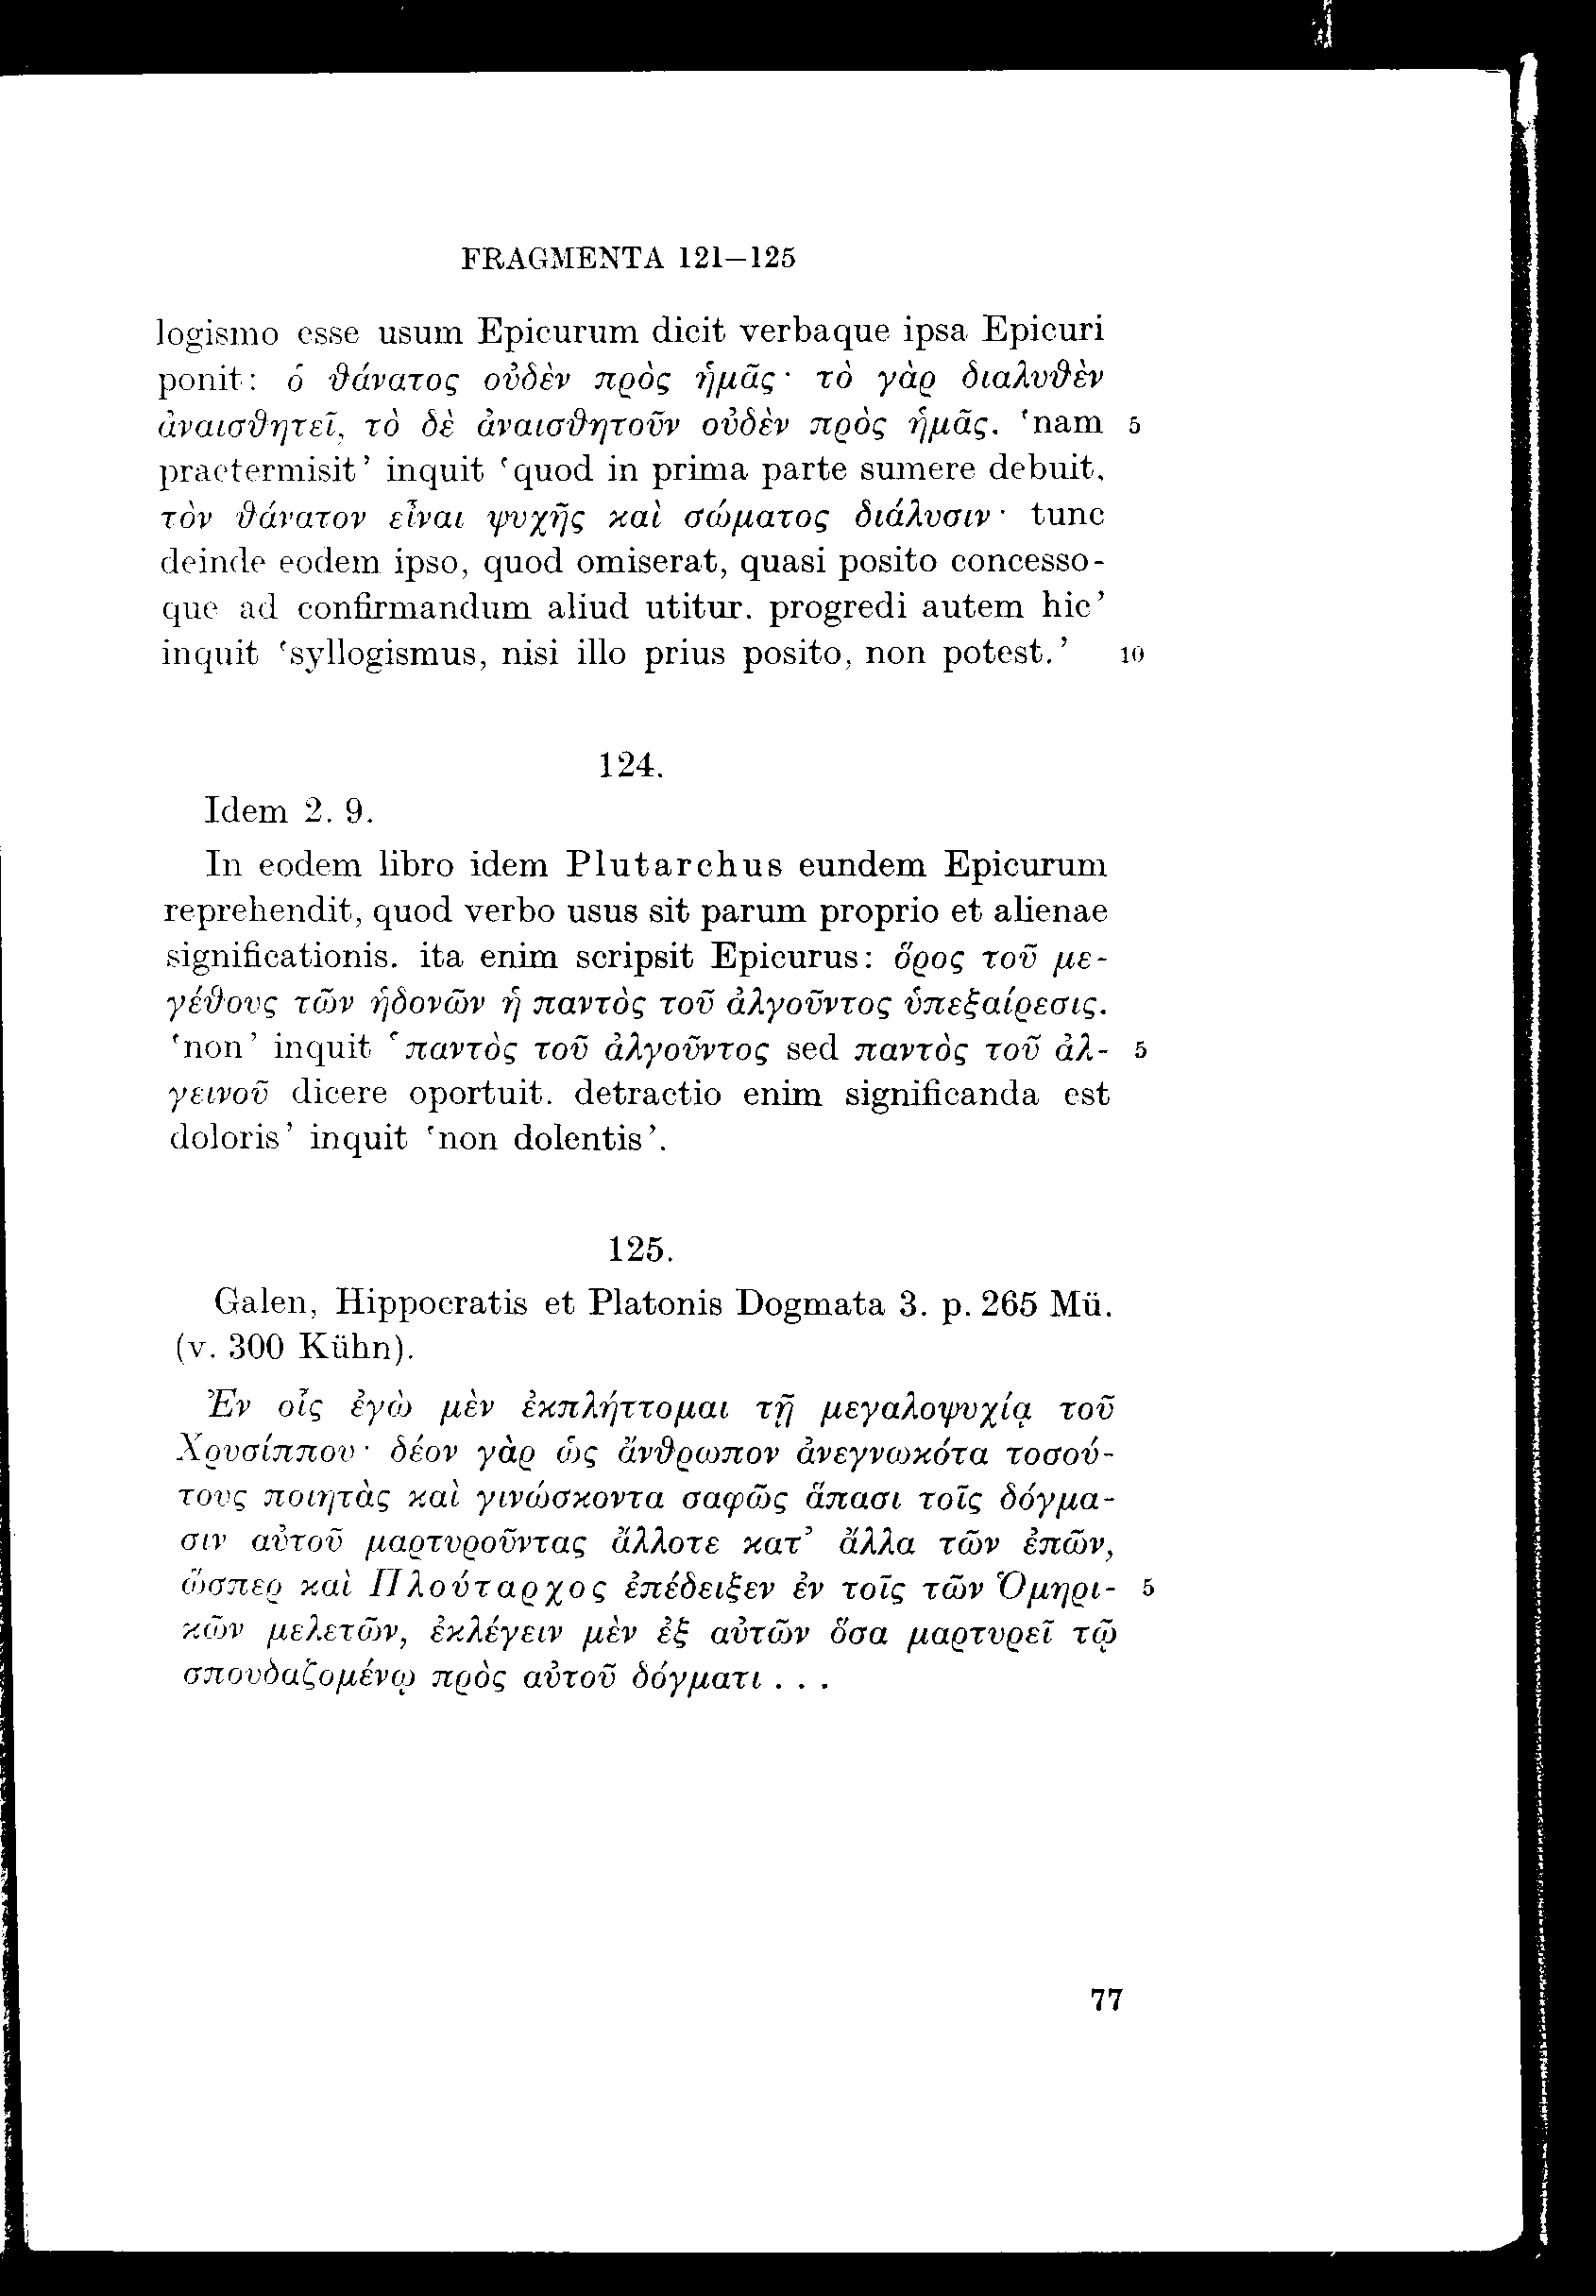 FRAGMENTA 121–125
logismo esse usum Epicurum dicit verbaque ipsa Epicuri
ponit: ὁ θάνατος οὐδὲν πρὸς ἡμᾶς· τὸ γὰρ διαλυθὲν
ἀναισθητεῖ, τὸ δὲ ἀναισθητοῦν οὐδὲν πρὸς ἡμᾶς. ‘nam 5
praetermisit’ inquit ‘quod in prima parte sumere debuit,
τὸν θάνατον εἶναι ψυχῆς καὶ σώματος διάλυσιν· tunc
deinde eodem ipso, quod omiserat, quasi posito concesso-
que ad confirmandum aliud utitur. progredi autem hic’
inquit ‘syllogismus, nisi illo prius posito, non potest.’ 10
124.
Idem 2. 9.
In eodem libro idem Plutarchus eundem Epicurum
reprehendit, quod verbo usus sit parum proprio et alienae
significationis. ita enim scripsit Epicurus: ὅρος τοῦ με-
γέθους τῶν ἡδονῶν ἡ παντὸς τοῦ ἀλγοῦντος ὑπεξαίρεσις.
‘non’ inquit ‘παντὸς τοῦ ἀλγοῦντος sed παντὸς τοῦ ἀλ- 5
γεινοῦ dicere oportuit. detractio enim significanda est
doloris’ inquit ‘non dolentis’.
125.
Galen, Hippocratis et Platonis Dogmata 3. p. 265 Mü.
(v. 300 Kühn).
Ἐν οἷς ἐγὼ μὲν ἐκπλήττομαι τῇ μεγαλοψυχίᾳ τοῦ
Χρυσίππου· δέον γὰρ ὡς ἄνθρωπον ἀνεγνωκότα τοσού-
τους ποιητὰς καὶ γινώσκοντα σαφῶς ἅπασι τοῖς δόγμα-
σιν αὐτοῦ μαρτυροῦντας ἄλλοτε κατ’ ἄλλα τῶν ἐπῶν,
ὥσπερ καὶ Πλούταρχος ἐπέδειξεν ἐν τοῖς τῶν Ὁμηρι- 5
κῶν μελετῶν, ἐκλέγειν μὲν ἐξ αὐτῶν ὅσα μαρτυρεῖ τῷ
σπουδαζομένῳ πρὸς αὐτοῦ δόγματι . . .
77